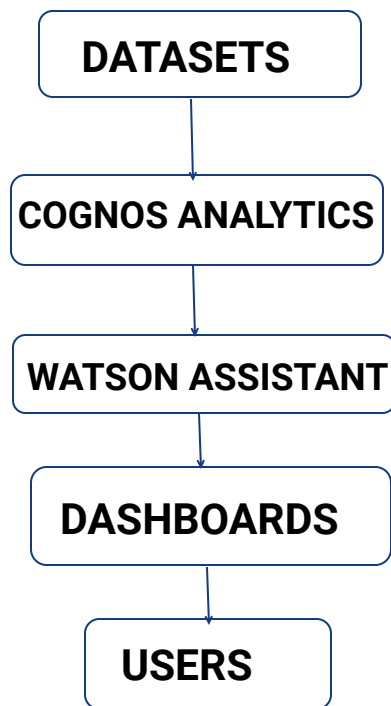 DATASETS
COGNOS ANALYTICS
WATSON ASSISTANT
DASHBOARDS
USERS